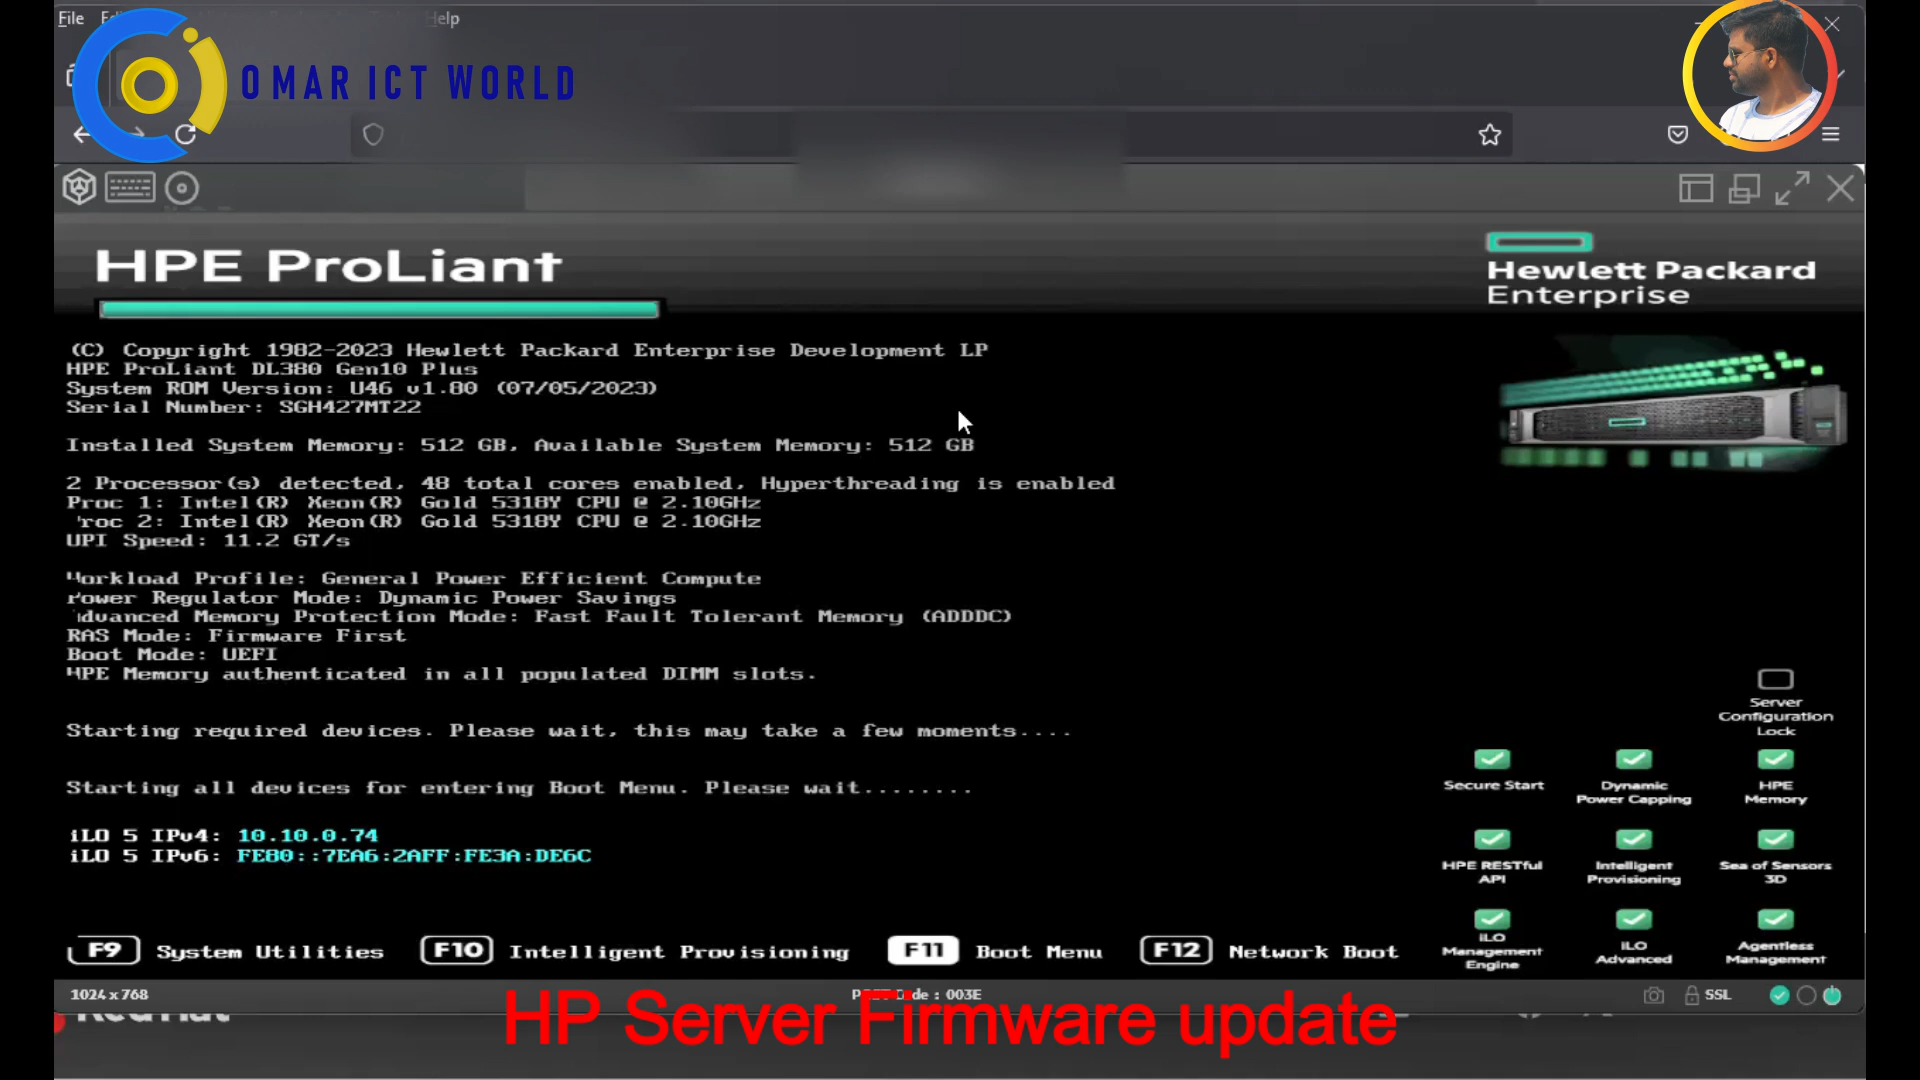 File
Help
OMAR ICT WORLD
HPE ProLiant
Hewlett Packard
Enterprise
(C) Copyright 1982-2023 Hewlett Packard Enterprise Development LP
HPE ProLiant DL380 Gen10 Plus
System ROM Version: U46 v1.80 (07/05/2023)
Serial Number: SGH427MT22
Installed System Memory: 512 GB, Available System Memory: 512 GB
2 Processor(s) detected, 48 total cores enabled, Hyperthreading is enabled
Proc 1: Intel(R) Xeon(R) Gold 5318Y CPU @ 2.10GHz
Proc 2: Intel(R) Xeon(R) Gold 5318Y CPU @ 2.10GHz
UPI Speed: 11.2 GT/s
Workload Profile: General Power Efficient Compute
Power Regulator Mode: Dynamic Power Savings
Advanced Memory Protection Mode: Fast Fault Tolerant Memory (ADDDC)
RAS Mode: Firmware First
Boot Mode: UEFI
HPE Memory authenticated in all populated DIMM slots.
Starting required devices. Please wait, this may take a few moments....
Starting all devices for entering Boot Menu. Please wait........
iLO 5 IPv4: 10.10.0.74
iLO 5 IPv6: FE80::7EA6:2AFF:FE3A:DE6C
Server
Configuration
Lock
Secure Start
Dynamic
Power Capping
HPE
Memory
HPE RESTful
API
Intelligent
Provisioning
Sea of Sensors
3D
iLO
Management
Engine
iLO
Advanced
Agentless
Management
F9 System Utilities F10 Intelligent Provisioning F11 Boot Menu F12 Network Boot
1024 x 768
POST Code : 003E
SSL
HP Server Firmware update